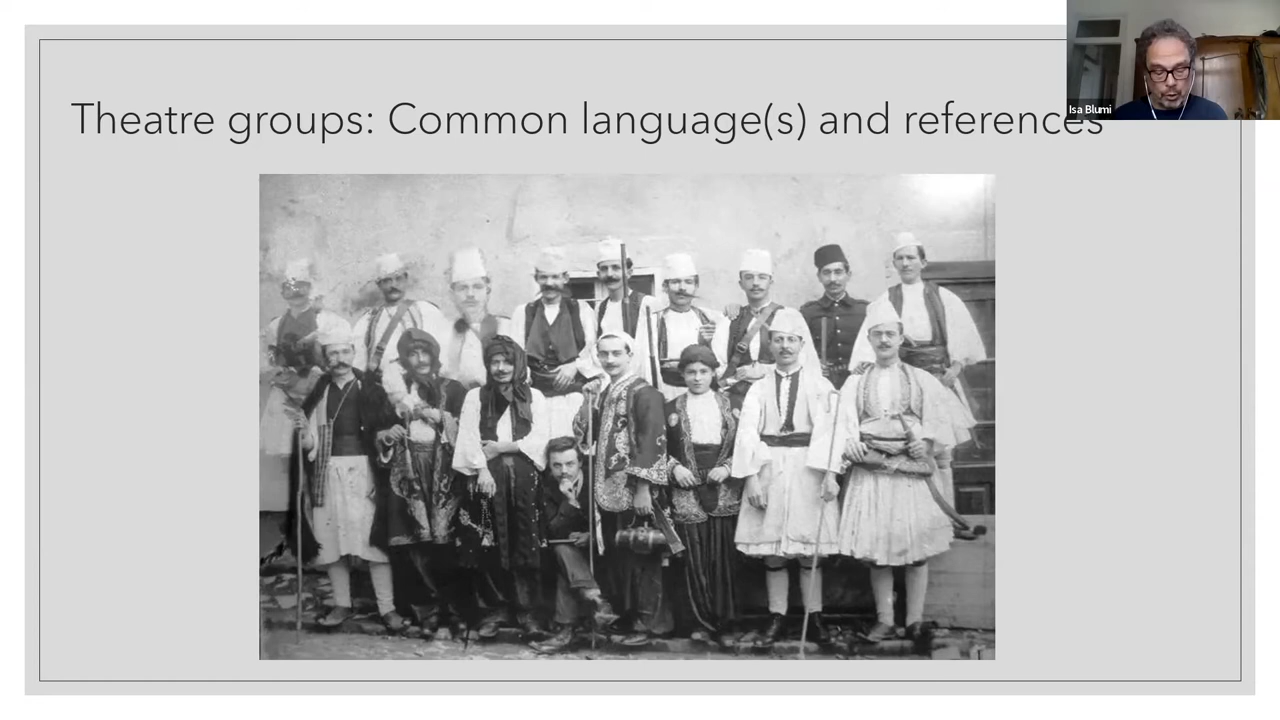 Theatre groups: Common language(s) and references
Isa Blumi